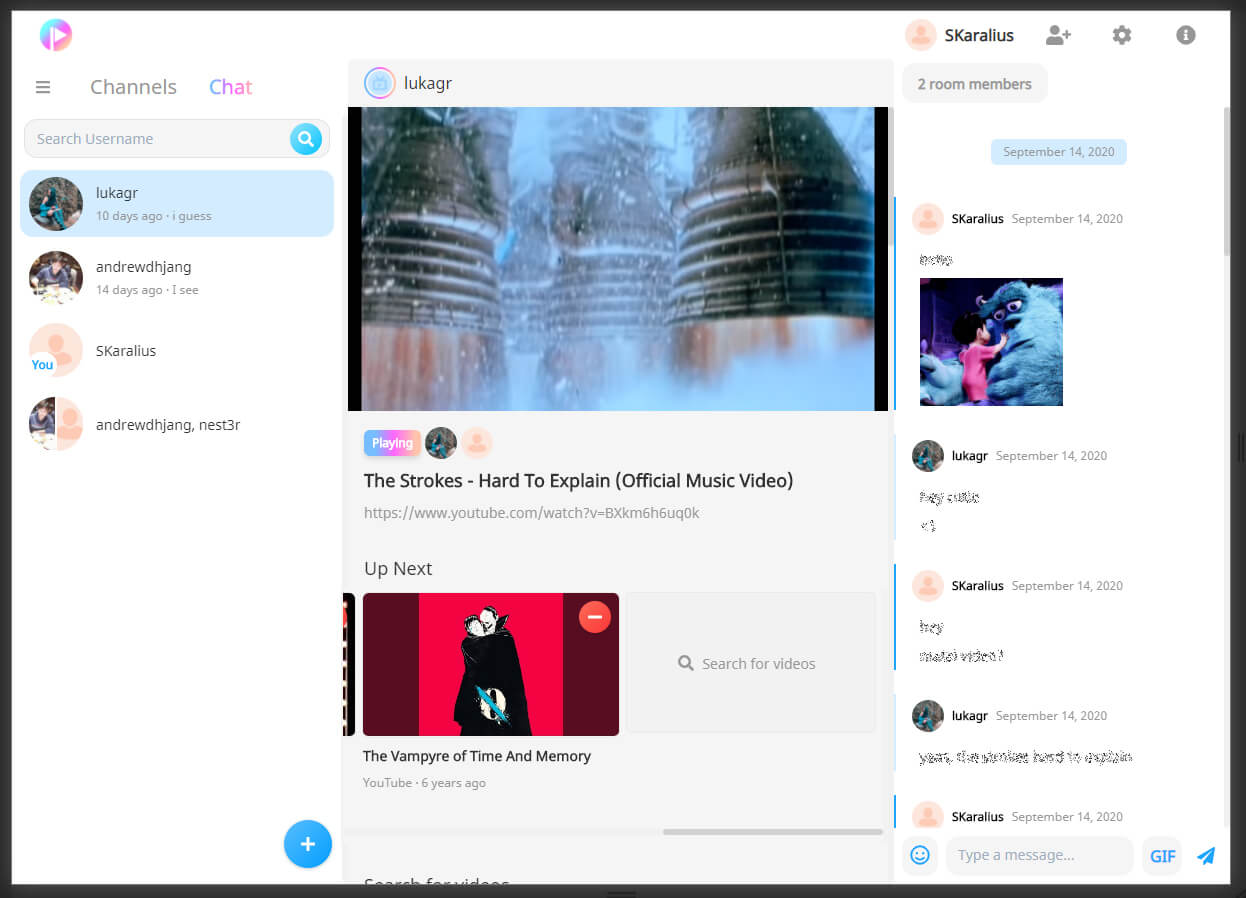 SKaralius
Channels
Chat
lukagr
2 room members
Search Username
September 14, 2020
lukagr
10 days ago · i guess
andrewdhjang
14 days ago · I see
You
SKaralius
andrewdhjang, nest3r
Playing
The Strokes - Hard To Explain (Official Music Video)
https://www.youtube.com/watch?v=BXkm6h6uq0k
Up Next
Search for videos
The Vampyre of Time And Memory
YouTube · 6 years ago
Search for videos
SKaralius September 14, 2020
lukagr September 14, 2020
hey
SKaralius September 14, 2020
hey
video?
lukagr September 14, 2020
yeah, the strokes hard to explain
SKaralius September 14, 2020
Type a message...
GIF